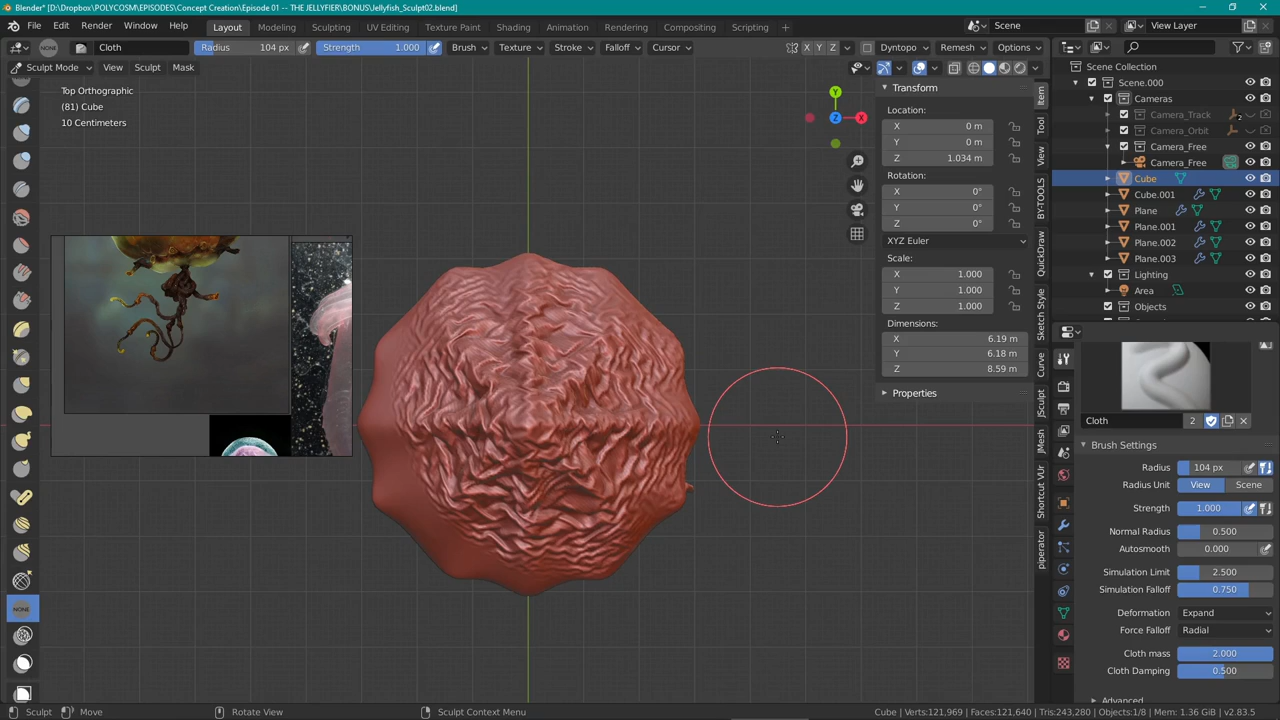 Blender* [D:\Dropbox\POLYCOSM\EPISODES\Concept Creation\Episode 01 -- THE JELLYFIER\BONUS\Jellyfish_Sculpt02.blend]
File Edit Render Window Help Layout Modeling Sculpting UV Editing Texture Paint Shading Animation Rendering Compositing Scripting + Scene View Layer
NONE Cloth Radius 104 px Strength 1.000 Brush Texture Stroke Falloff Cursor X Y Z Dyntopo Remesh Options
Sculpt Mode View Sculpt Mask
Top Orthographic
(81) Cube
10 Centimeters
Y
Z
X
NONE
Transform
Location:
X 0 m
Y 0 m
Z 1.034 m
Rotation:
X 0°
Y 0°
Z 0°
XYZ Euler
Scale:
X 1.000
Y 1.000
Z 1.000
Dimensions:
X 6.19 m
Y 6.18 m
Z 8.59 m
Properties
Item
Tool
View
BY-TOOLS
QuickDraw
Sketch Style
Curve
JSculpt
JMesh
Shortcut VUr
piperator
Scene Collection
Scene.000
Cameras
Camera_Track 2
Camera_Orbit
Camera_Free
Camera_Free
Cube
Cube.001
Plane
Plane.001
Plane.002
Plane.003
Lighting
Area
Objects
Cloth 2
Brush Settings
Radius 104 px
Radius Unit View Scene
Strength 1.000
Normal Radius 0.500
Autosmooth 0.000
Simulation Limit 2.500
Simulation Falloff 0.750
Deformation Expand
Force Falloff Radial
Cloth mass 2.000
Cloth Damping 0.500
Advanced
Sculpt Move Rotate View Sculpt Context Menu Cube | Verts:121,969 | Faces:121,640 | Tris:243,280 | Objects:1/8 | Mem: 1.36 GiB | v2.83.5